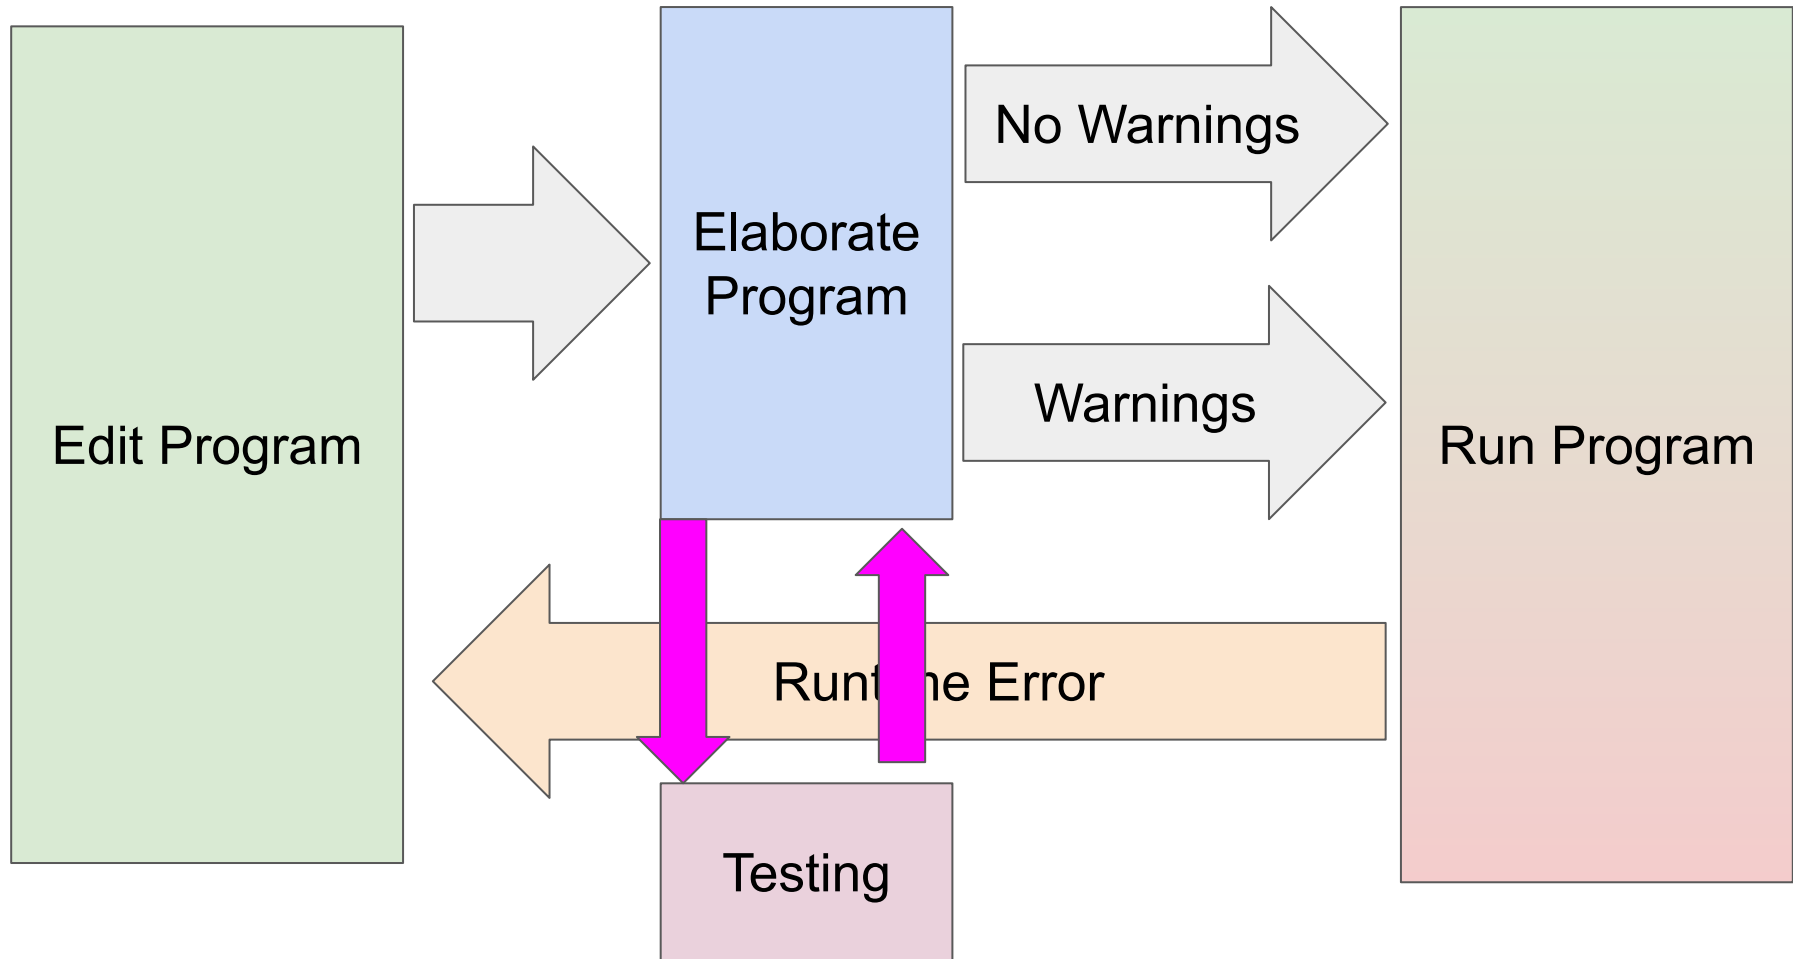 Edit Program
Elaborate
Program
No Warnings
Warnings
Run Program
Runtime Error
Testing